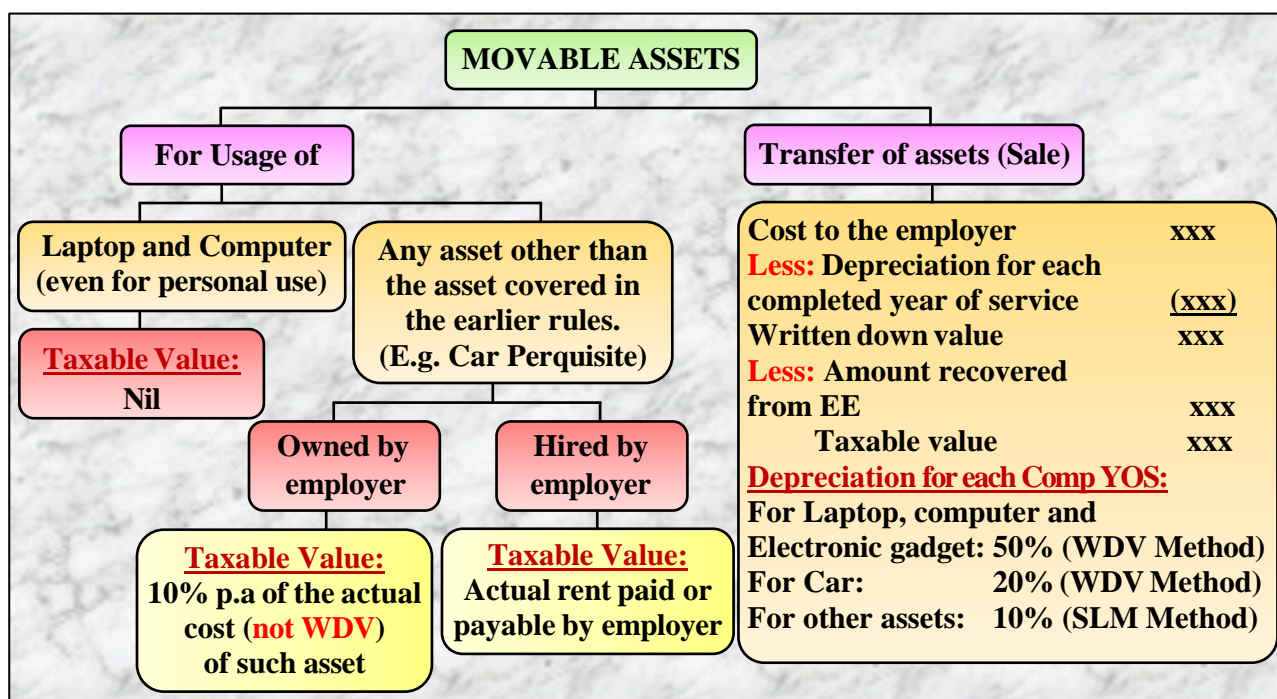 MOVABLE ASSETS
For Usage of
Transfer of assets (Sale)
Laptop and Computer
(even for personal use)
Taxable Value:
Nil
Any asset other than
the asset covered in
the earlier rules.
(E.g. Car Perquisite)
Owned by
employer
Hired by
employer
Taxable Value:
10% p.a of the actual
cost (not WDV)
of such asset
Taxable Value:
Actual rent paid or
payable by employer
Cost to the employer xxx
Less: Depreciation for each
completed year of service (xxx)
Written down value xxx
Less: Amount recovered
from EE xxx
Taxable value xxx
Depreciation for each Comp YOS:
For Laptop, computer and
Electronic gadget: 50% (WDV Method)
For Car: 20% (WDV Method)
For other assets: 10% (SLM Method)